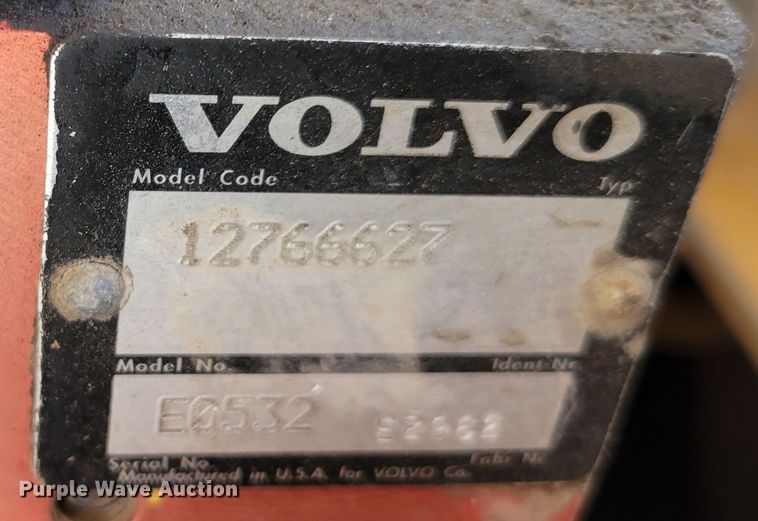 VOLVO
Model Code Typ
12766627
Model No. Ident Nr
E0532 E2962
Serial No. Fabr Nr
Manufactured in U.S.A. for VOLVO Co.
Purple Wave Auction